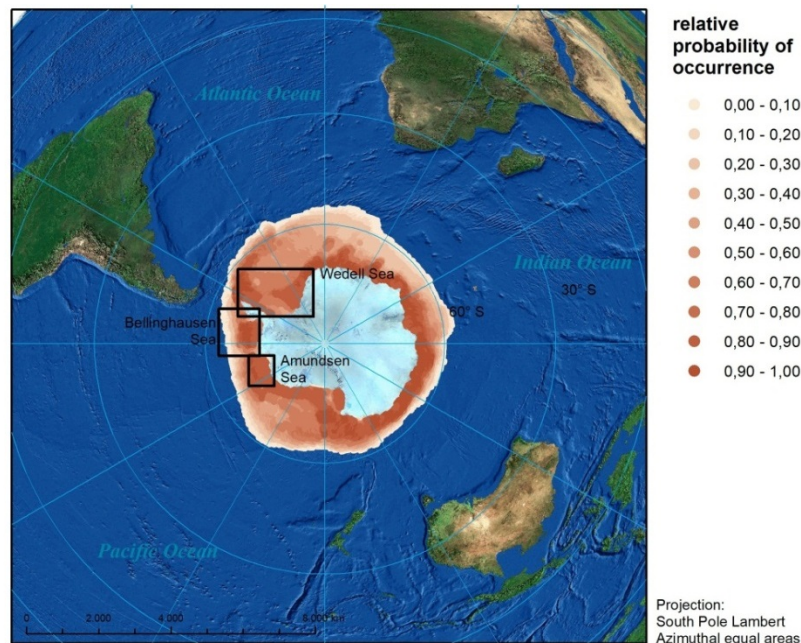 relative
probability of
occurrence
0,00 - 0,10
0,10 - 0,20
0,20 - 0,30
0,30 - 0,40
0,40 - 0,50
0,50 - 0,60
0,60 - 0,70
0,70 - 0,80
0,80 - 0,90
0,90 - 1,00
Atlantic Ocean
Indian Ocean
Wedell Sea
30° S
60° S
Bellinghausen
Sea
Amundsen
Sea
Pacific Ocean
0 2 000 4 000 8 000 km
Projection:
South Pole Lambert
Azimuthal equal areas